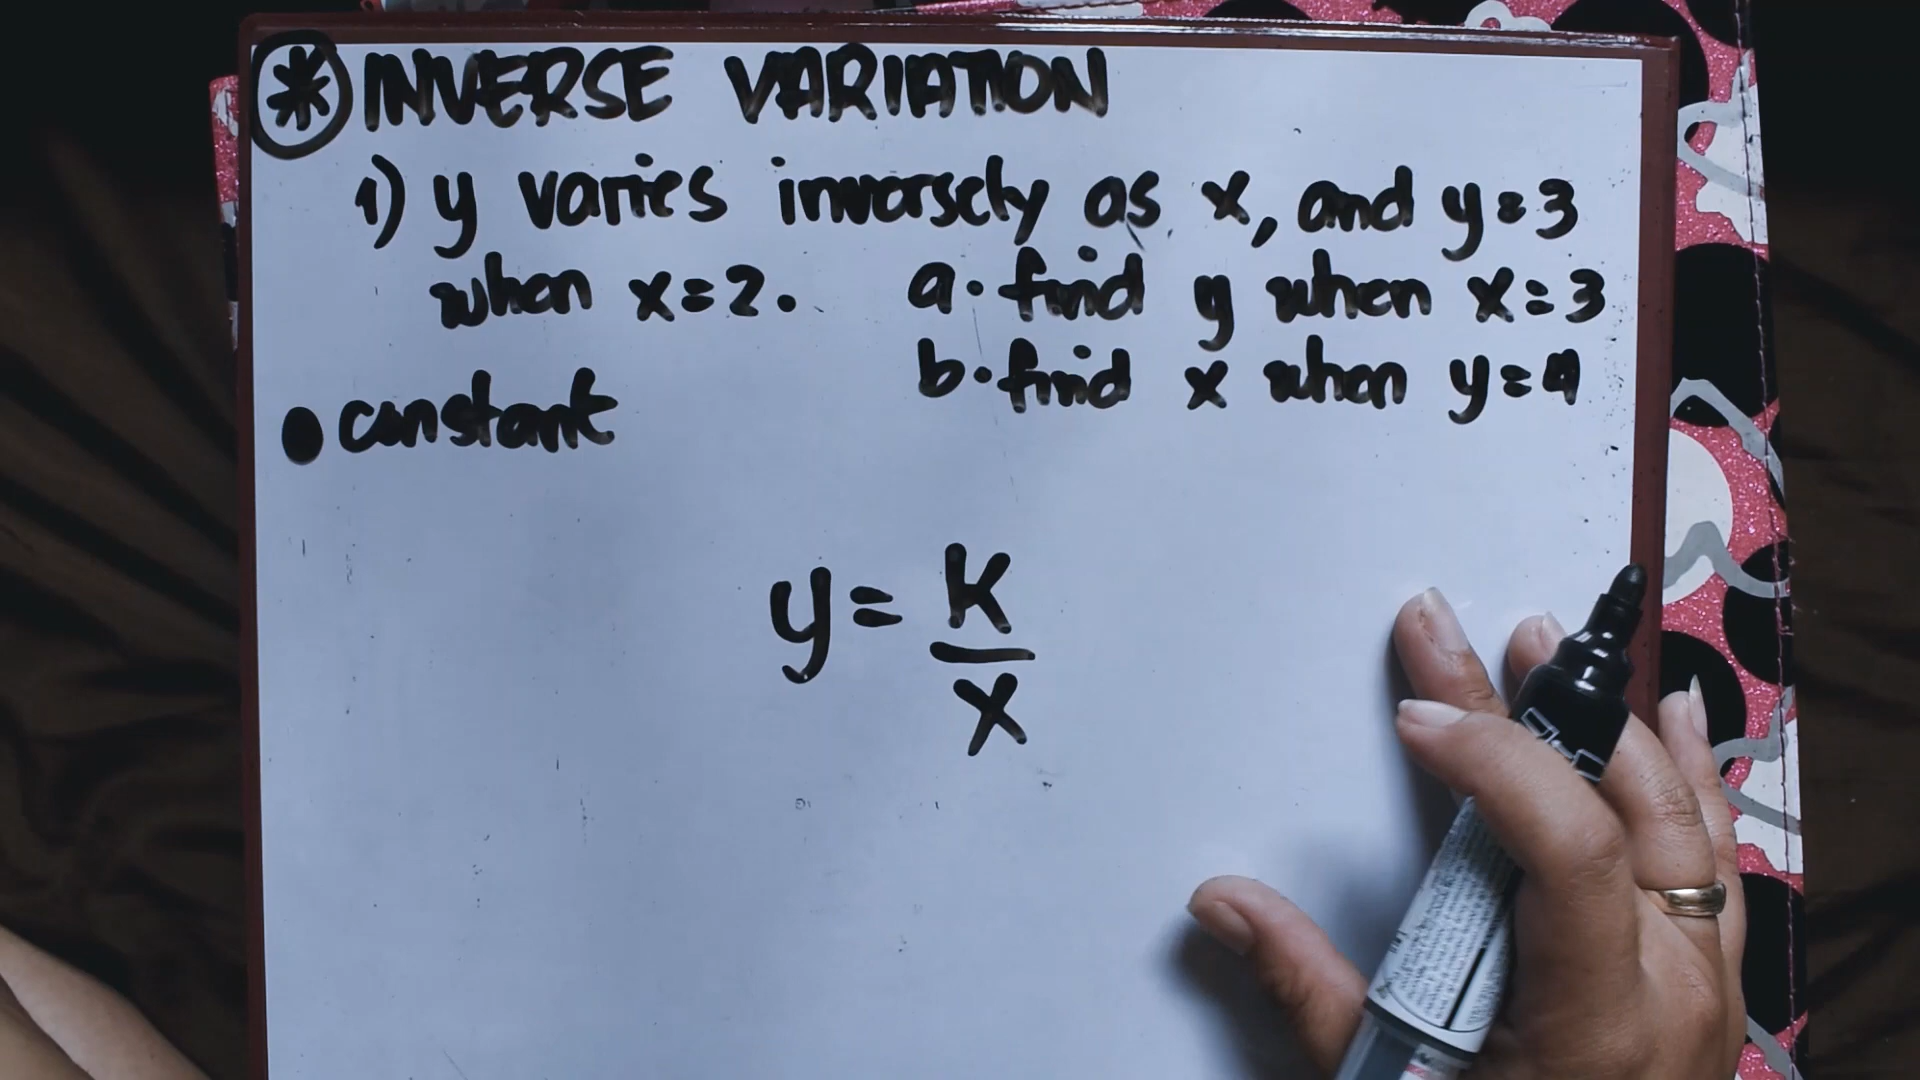 * INVERSE VARIATION
1) y varies inversely as x, and y=3
when x=2. a. find y when x=3
b. find x when y=4
• constant
y = k/x